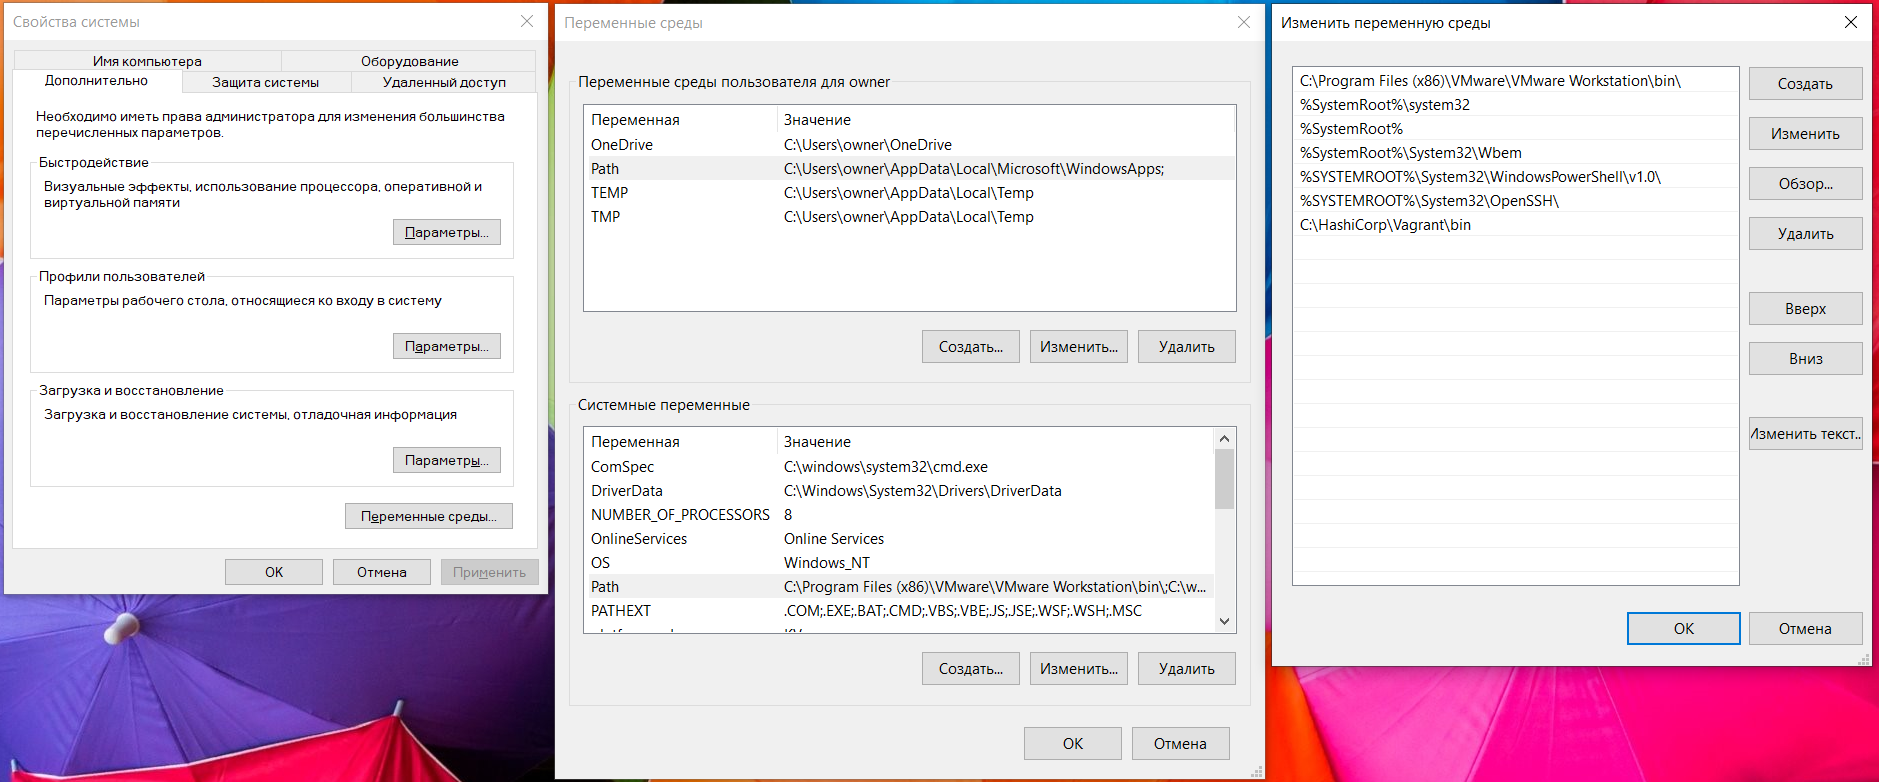 Свойства системы
Имя компьютера
Оборудование
Дополнительно
Защита системы
Удаленный доступ
Необходимо иметь права администратора для изменения большинства
перечисленных параметров.
Быстродействие
Визуальные эффекты, использование процессора, оперативной и
виртуальной памяти
Параметры...
Профили пользователей
Параметры рабочего стола, относящиеся ко входу в систему
Параметры...
Загрузка и восстановление
Загрузка и восстановление системы, отладочная информация
Параметры...
Переменные среды...
ОК
Отмена
Применить
Переменные среды
Переменные среды пользователя для owner
Переменная Значение
OneDrive C:\Users\owner\OneDrive
Path C:\Users\owner\AppData\Local\Microsoft\WindowsApps;
TEMP C:\Users\owner\AppData\Local\Temp
TMP C:\Users\owner\AppData\Local\Temp
Создать...
Изменить...
Удалить
Системные переменные
Переменная Значение
ComSpec C:\windows\system32\cmd.exe
DriverData C:\Windows\System32\Drivers\DriverData
NUMBER_OF_PROCESSORS 8
OnlineServices Online Services
OS Windows_NT
Path C:\Program Files (x86)\VMware\VMware Workstation\bin\;C:\w...
PATHEXT .COM;.EXE;.BAT;.CMD;.VBS;.VBE;.JS;.JSE;.WSF;.WSH;.MSC
Создать...
Изменить...
Удалить
ОК
Отмена
Изменить переменную среды
C:\Program Files (x86)\VMware\VMware Workstation\bin\
%SystemRoot%\system32
%SystemRoot%
%SystemRoot%\System32\Wbem
%SYSTEMROOT%\System32\WindowsPowerShell\v1.0\
%SYSTEMROOT%\System32\OpenSSH\
C:\HashiCorp\Vagrant\bin
Создать
Изменить
Обзор...
Удалить
Вверх
Вниз
Изменить текст..
ОК
Отмена